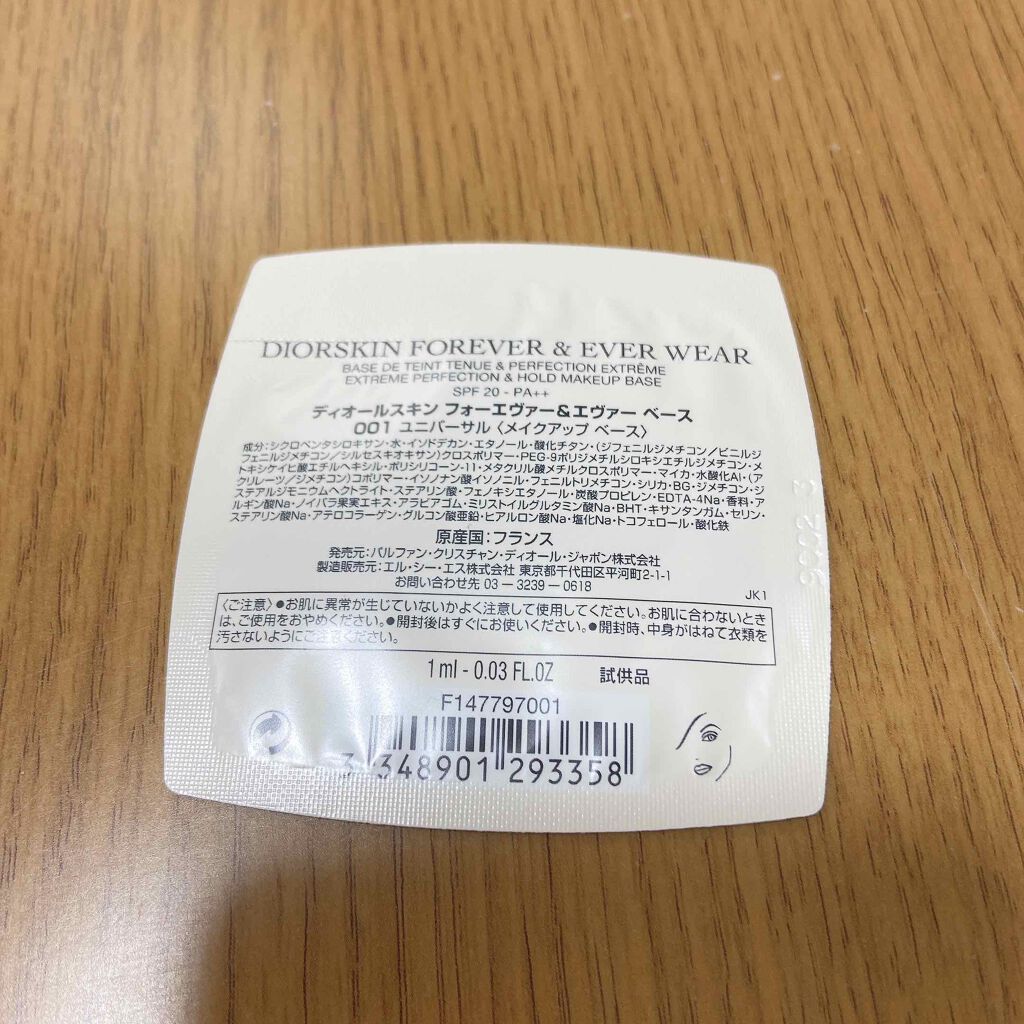 DIORSKIN FOREVER & EVER WEAR
BASE DE TEINT TENUE & PERFECTION EXTRÊME
EXTREME PERFECTION & HOLD MAKEUP BASE
SPF 20 - PA++
ディオールスキン フォーエヴァー&エヴァー ベース
001 ユニバーサル〈メイクアップ ベース〉
成分:シクロペンタシロキサン・水・イソドデカン・エタノール・酸化チタン・(ジフェニルジメチコン/ビニルジ
フェニルジメチコン/シルセスキオキサン)クロスポリマー・PEG-9ポリジメチルシロキシエチルジメチコン・メ
トキシケイヒ酸エチルヘキシル・ポリシリコーン-11・メタクリル酸メチルクロスポリマー・マイカ・水酸化Al・(ア
クリレーツ/ジメチコン)コポリマー・イソノナン酸イソノニル・フェニルトリメチコン・シリカ・BG・ジメチコン・ジ
ステアルジモニウムヘクトライト・ステアリン酸・フェノキシエタノール・炭酸プロピレン・EDTA-4Na・香料・ア
ルギン酸Na・ノイバラ果実エキス・アラビアゴム・ミリストイルグルタミン酸Na・BHT・キサンタンガム・セリン・
ステアリン酸Na・アテロコラーゲン・グルコン酸亜鉛・ヒアルロン酸Na・塩化Na・トコフェロール・酸化鉄
原産国:フランス
発売元:パルファン・クリスチャン・ディオール・ジャポン株式会社
製造販売元:エル・シー・エス株式会社 東京都千代田区平河町2-1-1
お問い合わせ先 03-3239-0618
JK1
〈ご注意〉●お肌に異常が生じていないかよく注意して使用してください。お肌に合わないとき
は、ご使用をおやめください。●開封後はすぐにお使いください。●開封時、中身がはねて衣類を
汚さないようにご注意ください。
1 ml - 0.03 FL.OZ 試供品
F147797001
3 348901 293358